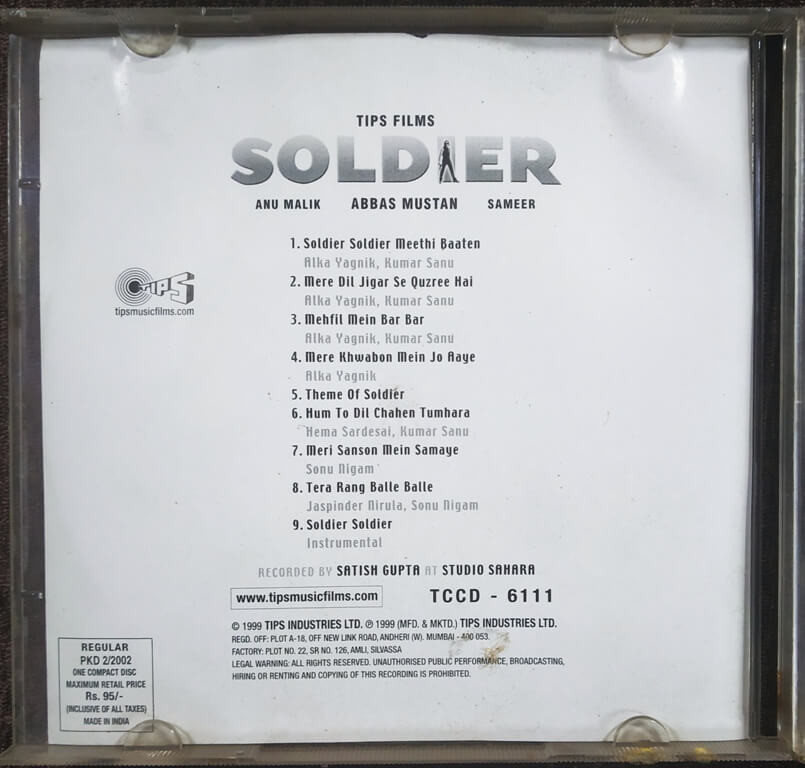 TIPS FILMS
SOLDIER
ANU MALIK ABBAS MUSTAN SAMEER
1. Soldier Soldier Meethi Baaten
Alka Yagnik, Kumar Sanu
2. Mere Dil Jigar Se Guzree Hai
Alka Yagnik, Kumar Sanu
3. Mehfil Mein Bar Bar
Alka Yagnik, Kumar Sanu
4. Mere Khwabon Mein Jo Aaye
Alka Yagnik
5. Theme Of Soldier
6. Hum To Dil Chahen Tumhara
Hema Sardesai, Kumar Sanu
7. Meri Sanson Mein Samaye
Sonu Nigam
8. Tera Rang Balle Balle
Jaspinder Nirula, Sonu Nigam
9. Soldier Soldier
Instrumental
TIPS
tipsmusicfilms.com
RECORDED BY SATISH GUPTA AT STUDIO SAHARA
www.tipsmusicfilms.com TCCD - 6111
© 1999 TIPS INDUSTRIES LTD. ℗ 1999 (MFD. & MKTD.) TIPS INDUSTRIES LTD.
REGD. OFF: PLOT A-18, OFF NEW LINK ROAD, ANDHERI (W). MUMBAI - 400 053.
FACTORY: PLOT NO. 22, SR NO. 126, AMLI, SILVASSA
LEGAL WARNING: ALL RIGHTS RESERVED. UNAUTHORISED PUBLIC PERFORMANCE, BROADCASTING,
HIRING OR RENTING AND COPYING OF THIS RECORDING IS PROHIBITED.
REGULAR
PKD 2/2002
ONE COMPACT DISC
MAXIMUM RETAIL PRICE
Rs. 95/-
(INCLUSIVE OF ALL TAXES)
MADE IN INDIA